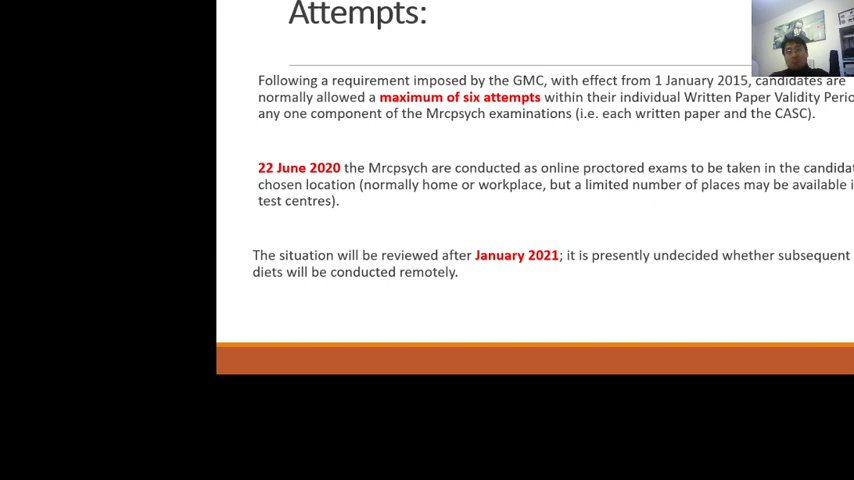 Attempts:
Following a requirement imposed by the GMC, with effect from 1 January 2015, candidates are
normally allowed a maximum of six attempts within their individual Written Paper Validity
any one component of the Mrcpsych examinations (i.e. each written paper and the CASC).
22 June 2020 the Mrcpsych are conducted as online proctored exams to be taken in the
chosen location (normally home or workplace, but a limited number of places may be available
test centres).
The situation will be reviewed after January 2021; it is presently undecided whether subsequent
diets will be conducted remotely.